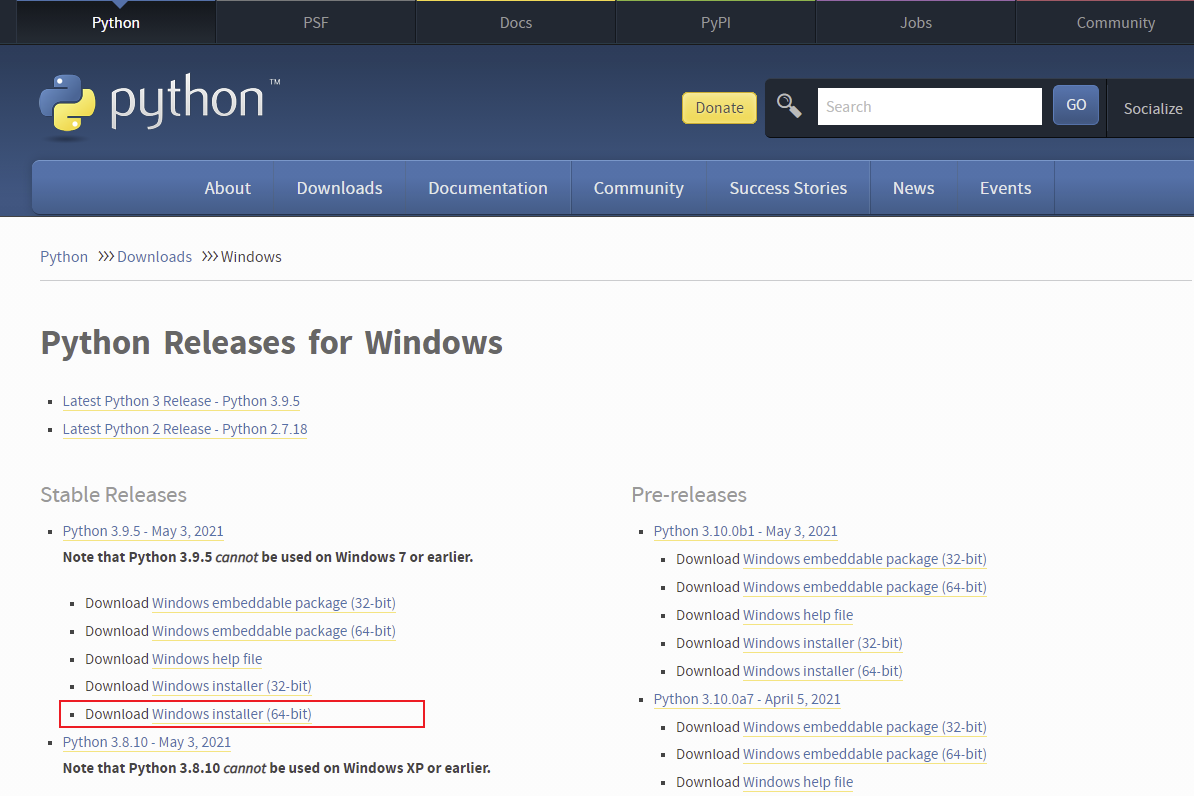 Python PSF Docs PyPI Jobs Community
python™
Donate Search GO Socialize
About Downloads Documentation Community Success Stories News Events
Python >>> Downloads >>> Windows
Python Releases for Windows
Latest Python 3 Release - Python 3.9.5
Latest Python 2 Release - Python 2.7.18
Stable Releases
Python 3.9.5 - May 3, 2021
Note that Python 3.9.5 cannot be used on Windows 7 or earlier.
Download Windows embeddable package (32-bit)
Download Windows embeddable package (64-bit)
Download Windows help file
Download Windows installer (32-bit)
Download Windows installer (64-bit)
Python 3.8.10 - May 3, 2021
Note that Python 3.8.10 cannot be used on Windows XP or earlier.
Pre-releases
Python 3.10.0b1 - May 3, 2021
Download Windows embeddable package (32-bit)
Download Windows embeddable package (64-bit)
Download Windows help file
Download Windows installer (32-bit)
Download Windows installer (64-bit)
Python 3.10.0a7 - April 5, 2021
Download Windows embeddable package (32-bit)
Download Windows embeddable package (64-bit)
Download Windows help file